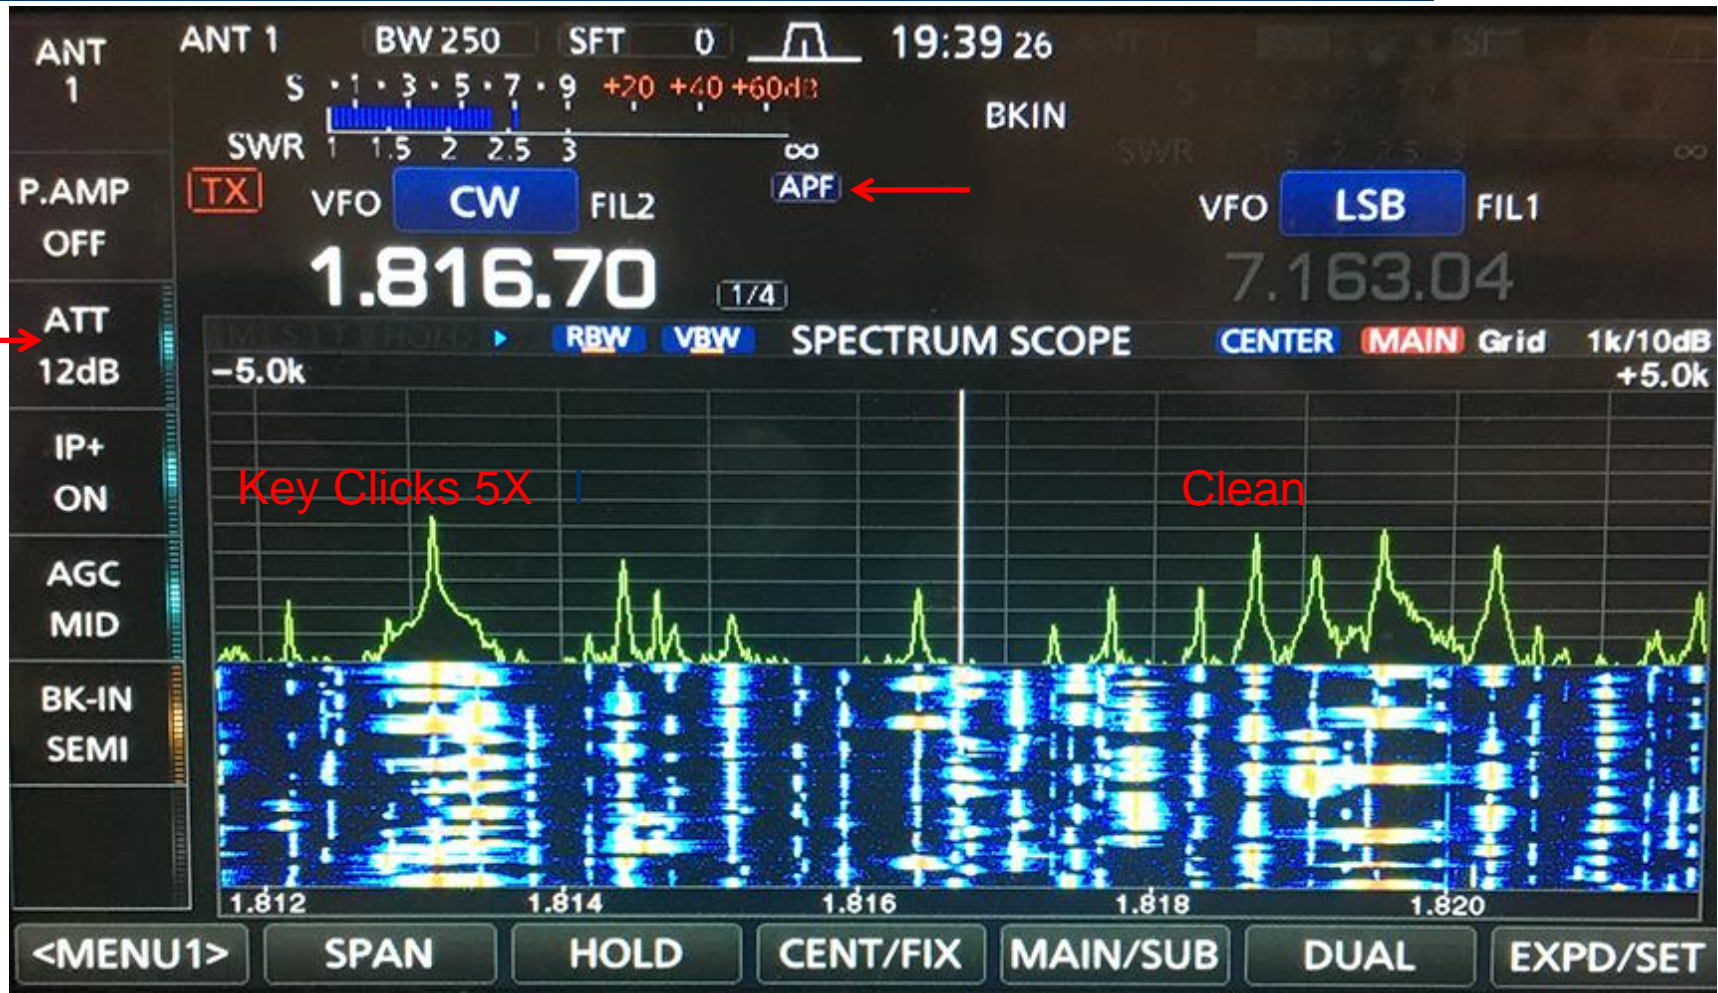 ANT
1
ANT 1 BW 250 SFT 0 19:39 26
S 1 3 5 7 9 +20 +40 +60dB
BKIN
SWR 1 1.5 2 2.5 3 ∞
P.AMP
OFF
TX VFO CW FIL2 APF
VFO LSB FIL1
1.816.70 1/4
7.163.04
ATT
12dB
HOLD RBW VBW SPECTRUM SCOPE CENTER MAIN Grid 1k/10dB
-5.0k +5.0k
IP+
ON
Key Clicks 5X
Clean
AGC
MID
BK-IN
SEMI
1.812 1.814 1.816 1.818 1.820
<MENU1> SPAN HOLD CENT/FIX MAIN/SUB DUAL EXPD/SET